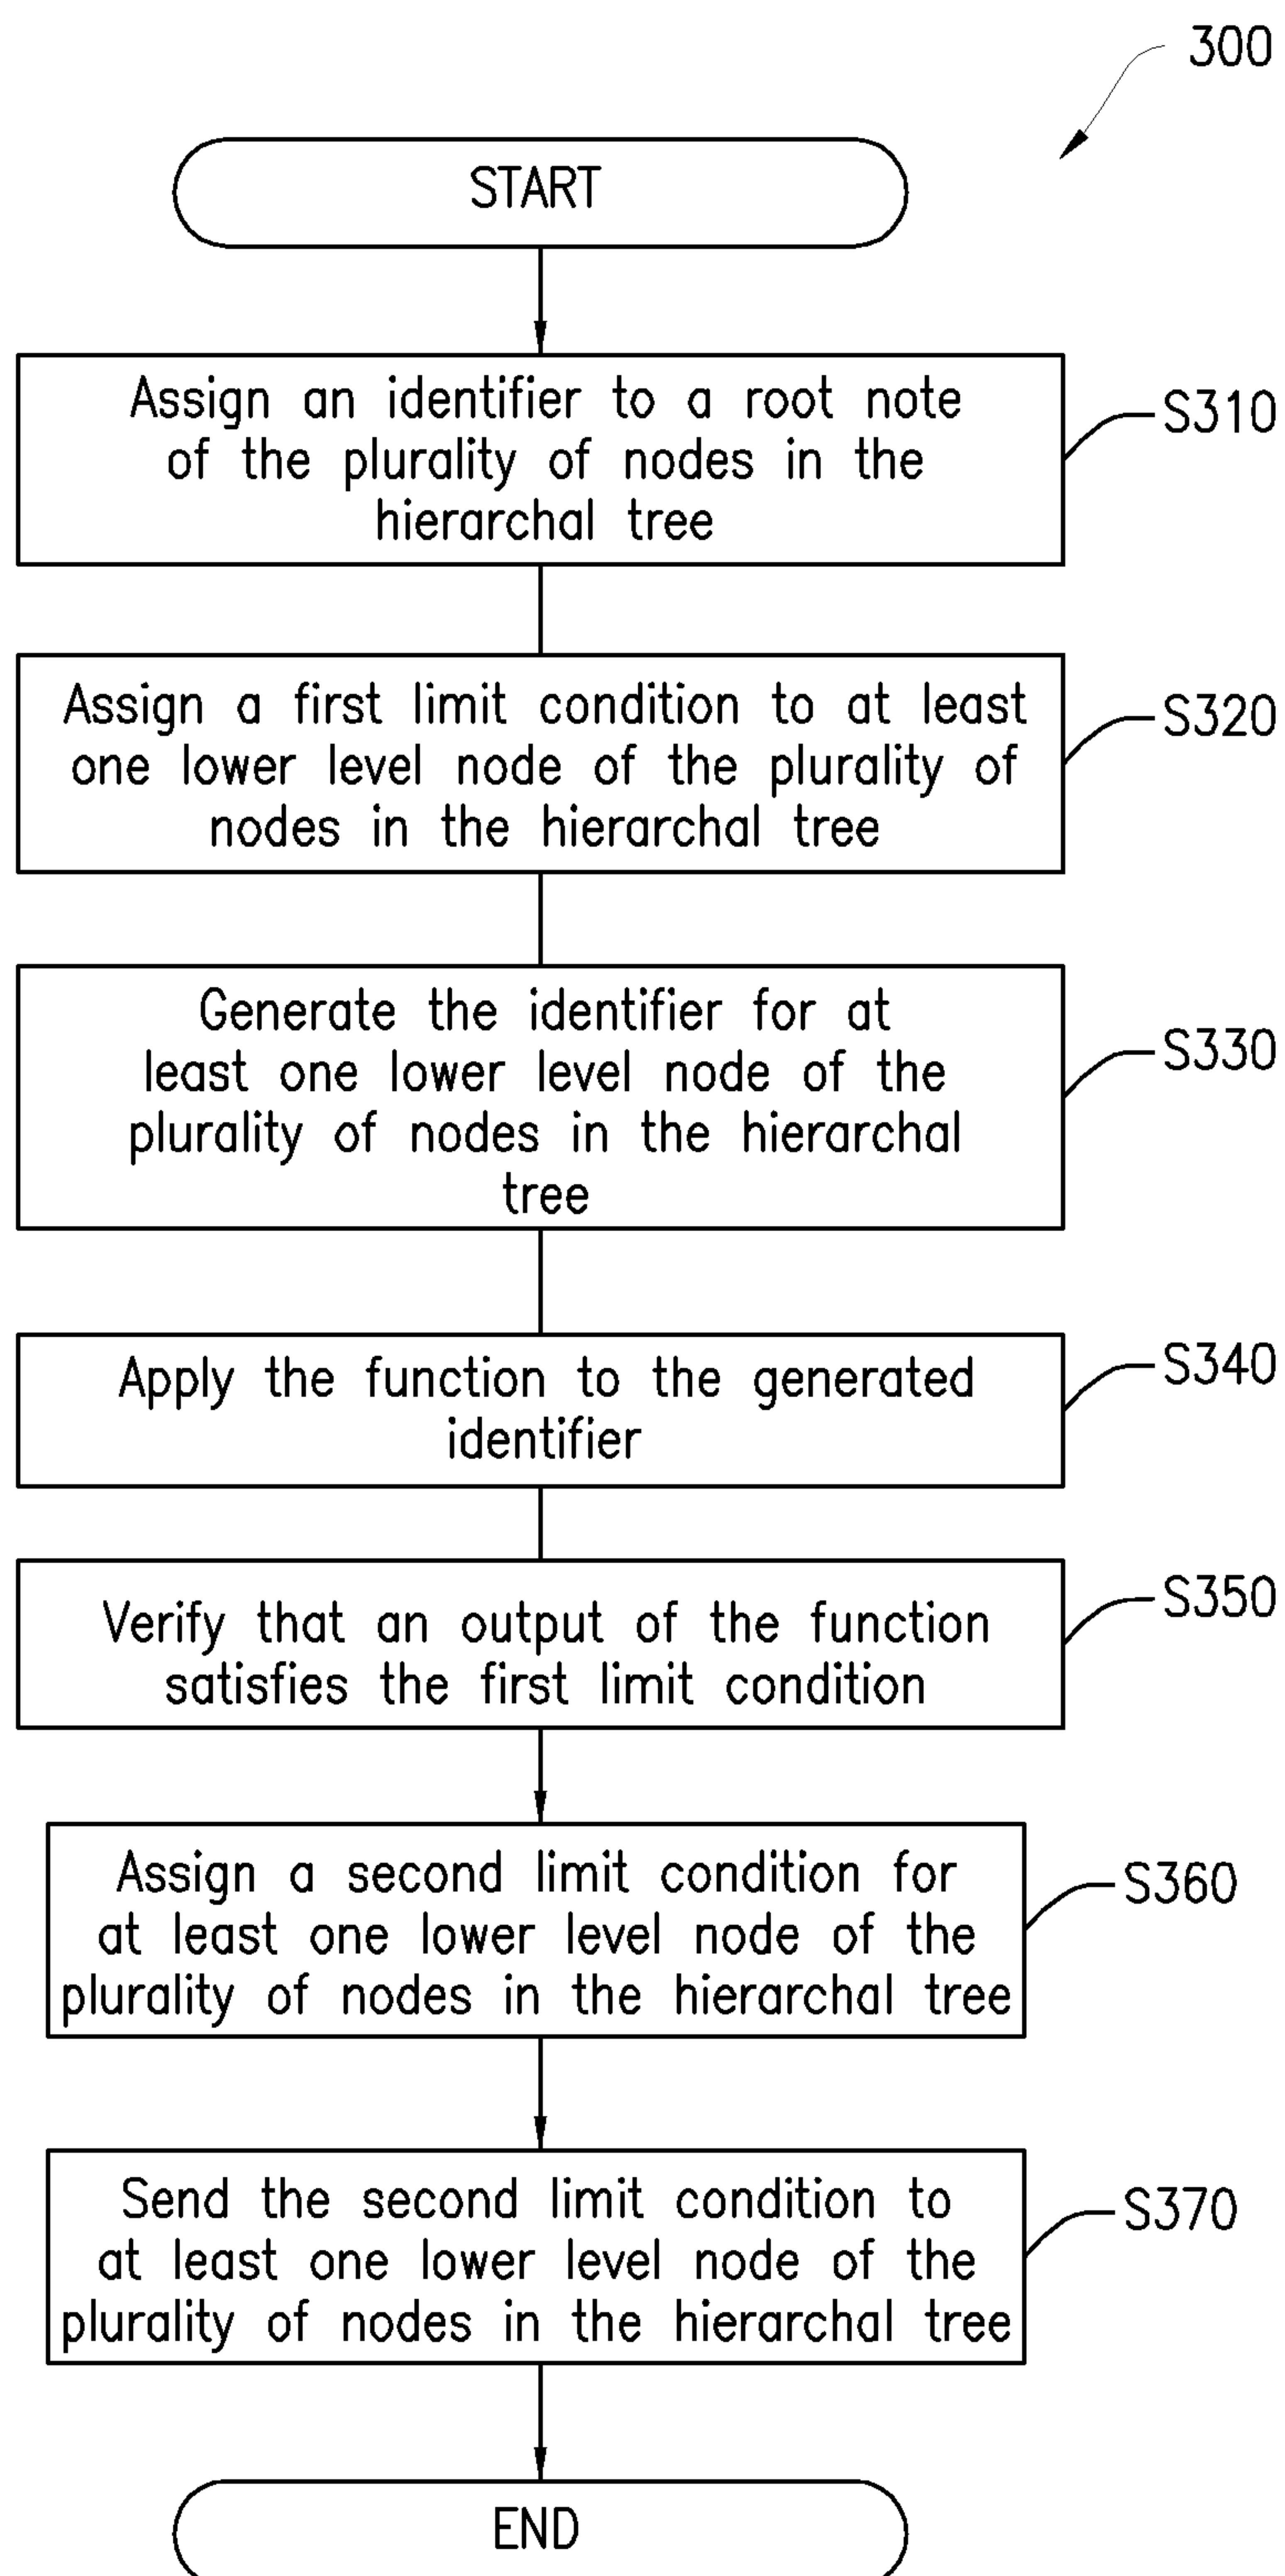 300
START
Assign an identifier to a root note
of the plurality of nodes in the
hierarchal tree
S310
Assign a first limit condition to at least
one lower level node of the plurality of
nodes in the hierarchal tree
S320
Generate the identifier for at
least one lower level node of the
plurality of nodes in the hierarchal
tree
S330
Apply the function to the generated
identifier
S340
Verify that an output of the function
satisfies the first limit condition
S350
Assign a second limit condition for
at least one lower level node of the
plurality of nodes in the hierarchal tree
S360
Send the second limit condition to
at least one lower level node of the
plurality of nodes in the hierarchal tree
S370
END